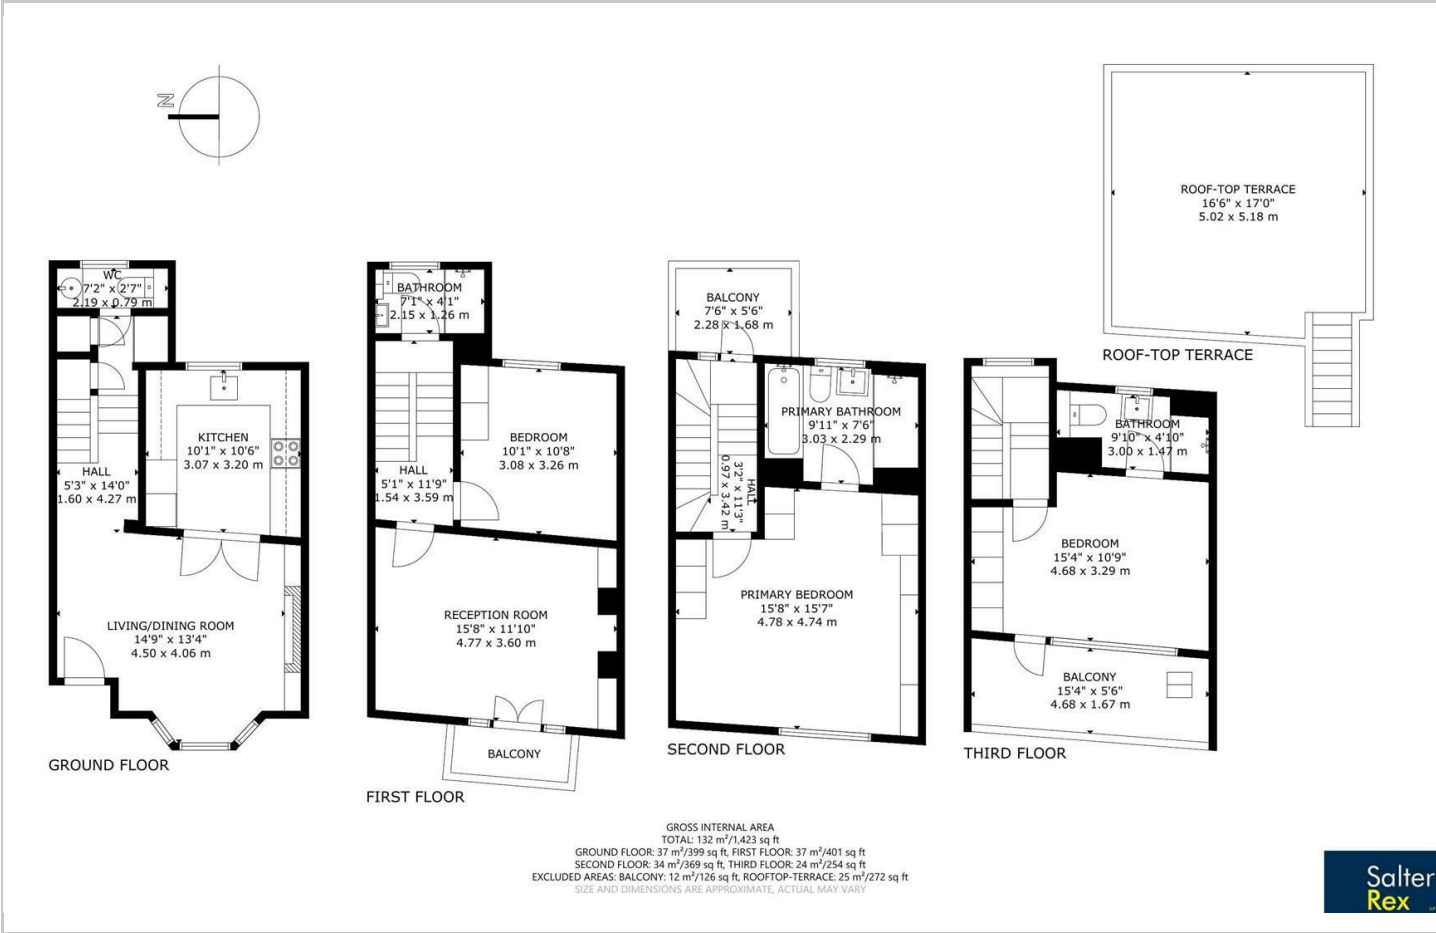 N
ROOF-TOP TERRACE
16'6" x 17'0"
5.02 x 5.18 m
ROOF-TOP TERRACE
WC
7'2" x 2'7"
2.19 x 0.79 m
KITCHEN
10'1" x 10'6"
3.07 x 3.20 m
HALL
5'3" x 14'0"
1.60 x 4.27 m
LIVING/DINING ROOM
14'9" x 13'4"
4.50 x 4.06 m
GROUND FLOOR
BATHROOM
7'1" x 4'1"
2.15 x 1.26 m
BEDROOM
10'1" x 10'8"
3.08 x 3.26 m
HALL
5'1" x 11'9"
1.54 x 3.59 m
RECEPTION ROOM
15'8" x 11'10"
4.77 x 3.60 m
BALCONY
FIRST FLOOR
BALCONY
7'6" x 5'6"
2.28 x 1.68 m
PRIMARY BATHROOM
9'11" x 7'6"
3.03 x 2.29 m
HALL
3'2" x 11'3"
0.97 x 3.42 m
PRIMARY BEDROOM
15'8" x 15'7"
4.78 x 4.74 m
SECOND FLOOR
BATHROOM
9'10" x 4'10"
3.00 x 1.47 m
BEDROOM
15'4" x 10'9"
4.68 x 3.29 m
BALCONY
15'4" x 5'6"
4.68 x 1.67 m
THIRD FLOOR
GROSS INTERNAL AREA
TOTAL: 132 m²/1,423 sq ft
GROUND FLOOR: 37 m²/399 sq ft, FIRST FLOOR: 37 m²/401 sq ft
SECOND FLOOR: 34 m²/369 sq ft, THIRD FLOOR: 24 m²/254 sq ft
EXCLUDED AREAS: BALCONY: 12 m²/126 sq ft, ROOFTOP-TERRACE: 25 m²/272 sq ft
SIZE AND DIMENSIONS ARE APPROXIMATE, ACTUAL MAY VARY
Salter
Rex